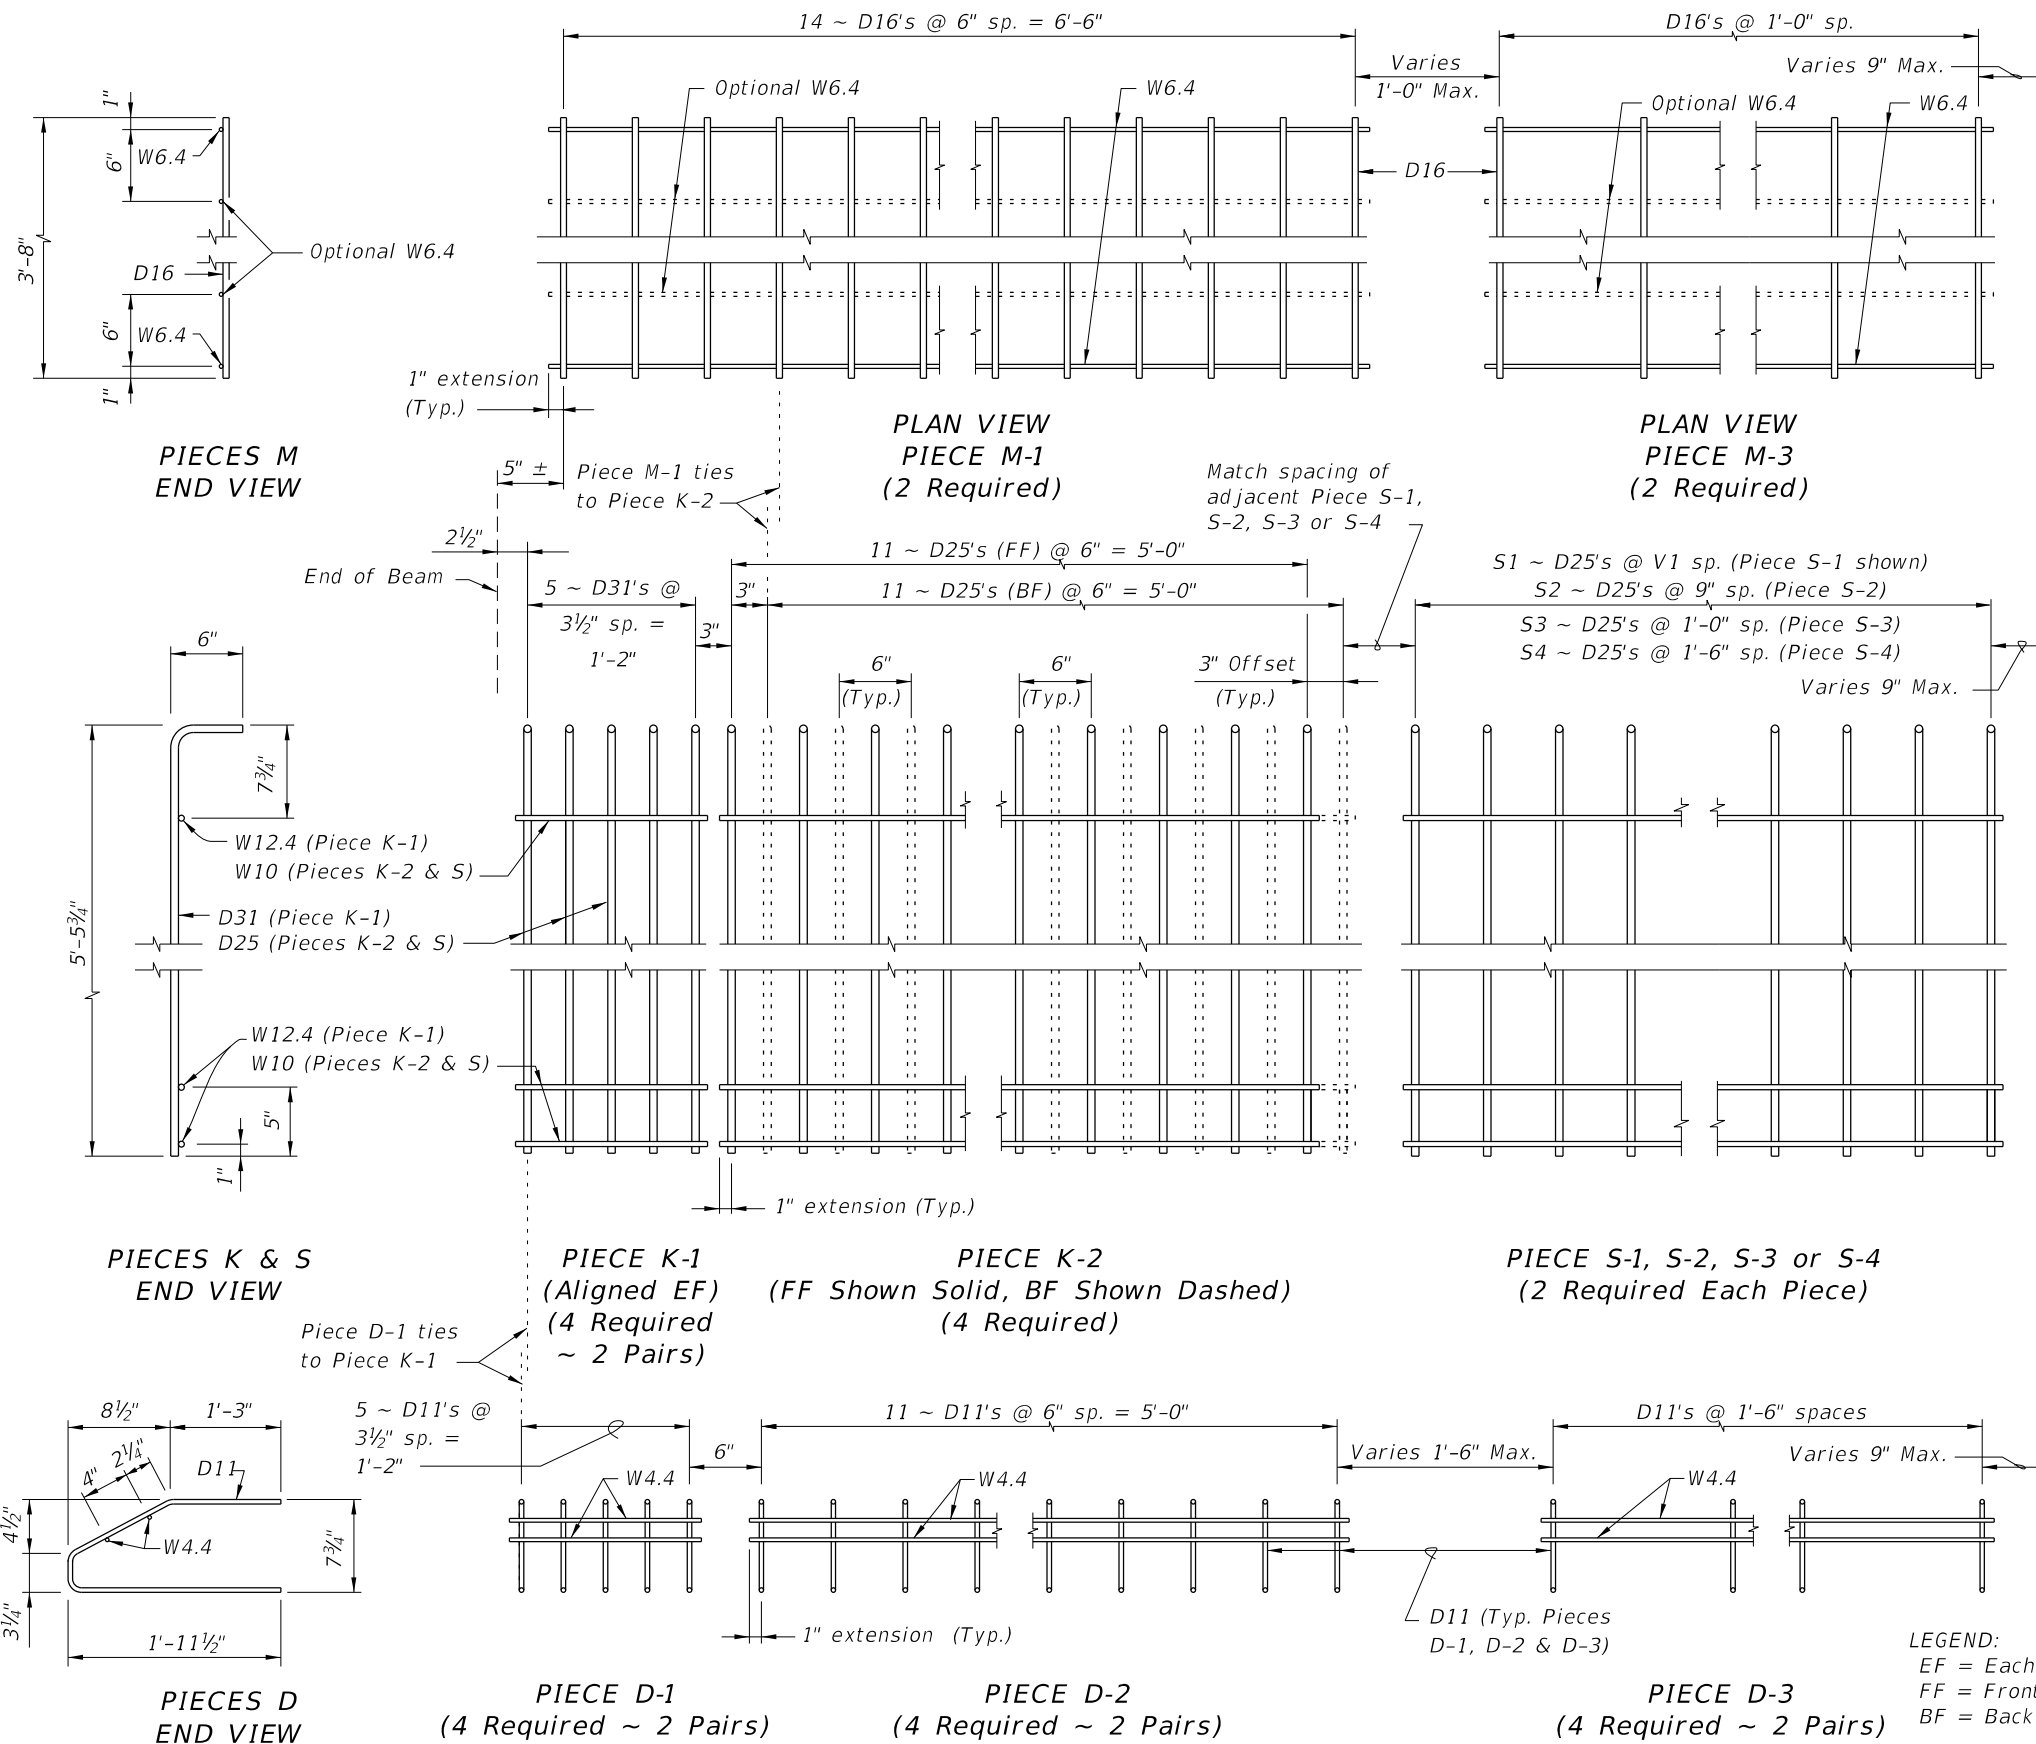 14 ~ D16's @ 6" sp. = 6'-6"
D16's @ 1'-0" sp.
Varies
1'-0" Max.
Varies 9" Max.
1"
6"
W6.4
3'-8"
Optional W6.4
D16
6"
W6.4
1"
Optional W6.4
W6.4
D16
Optional W6.4
W6.4
1" extension
(Typ.)
PIECES M
END VIEW
PLAN VIEW
PIECE M-1
(2 Required)
PLAN VIEW
PIECE M-3
(2 Required)
5" ±
Piece M-1 ties
to Piece K-2
Match spacing of
adjacent Piece S-1,
S-2, S-3 or S-4
2½"
End of Beam
5 ~ D31's @
3½" sp. =
1'-2"
3"
11 ~ D25's (FF) @ 6" = 5'-0"
3"
11 ~ D25's (BF) @ 6" = 5'-0"
6"
(Typ.)
6"
(Typ.)
3" Offset
(Typ.)
S1 ~ D25's @ V1 sp. (Piece S-1 shown)
S2 ~ D25's @ 9" sp. (Piece S-2)
S3 ~ D25's @ 1'-0" sp. (Piece S-3)
S4 ~ D25's @ 1'-6" sp. (Piece S-4)
Varies 9" Max.
6"
7¾"
W12.4 (Piece K-1)
W10 (Pieces K-2 & S)
D31 (Piece K-1)
D25 (Pieces K-2 & S)
5'-5¾"
W12.4 (Piece K-1)
W10 (Pieces K-2 & S)
5"
1"
1" extension (Typ.)
PIECES K & S
END VIEW
PIECE K-1
(Aligned EF)
(4 Required
~ 2 Pairs)
PIECE K-2
(FF Shown Solid, BF Shown Dashed)
(4 Required)
PIECE S-1, S-2, S-3 or S-4
(2 Required Each Piece)
Piece D-1 ties
to Piece K-1
8½"
1'-3"
4"
2¼"
D11
4½"
W4.4
7¾"
3¼"
1'-11½"
5 ~ D11's @
3½" sp. =
1'-2"
6"
W4.4
11 ~ D11's @ 6" sp. = 5'-0"
W4.4
Varies 1'-6" Max.
D11's @ 1'-6" spaces
Varies 9" Max.
W4.4
1" extension (Typ.)
D11 (Typ. Pieces
D-1, D-2 & D-3)
PIECES D
END VIEW
PIECE D-1
(4 Required ~ 2 Pairs)
PIECE D-2
(4 Required ~ 2 Pairs)
PIECE D-3
(4 Required ~ 2 Pairs)
LEGEND:
EF = Each
FF = Front
BF = Back